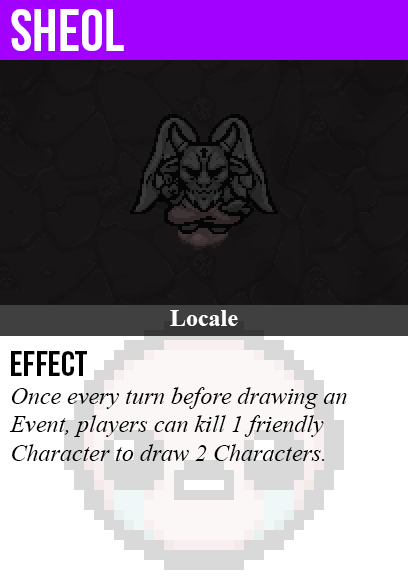 SHEOL
Locale
EFFECT
Once every turn before drawing an
Event, players can kill 1 friendly
Character to draw 2 Characters.